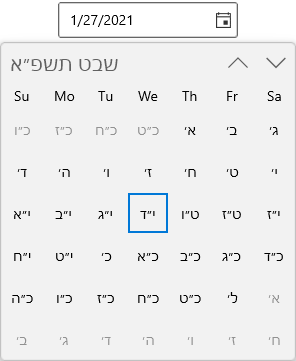 1/27/2021
שבט תשפ״א
Su Mo Tu We Th Fr Sa
כ״ו כ״ז כ״ח כ״ט א׳ ב׳ ג׳
ד׳ ה׳ ו׳ ז׳ ח׳ ט׳ י׳
י״א י״ב י״ג י״ד ט״ו ט״ז י״ז
י״ח י״ט כ׳ כ״א כ״ב כ״ג כ״ד
כ״ה כ״ו כ״ז כ״ח כ״ט ל׳ א׳
ב׳ ג׳ ד׳ ה׳ ו׳ ז׳ ח׳